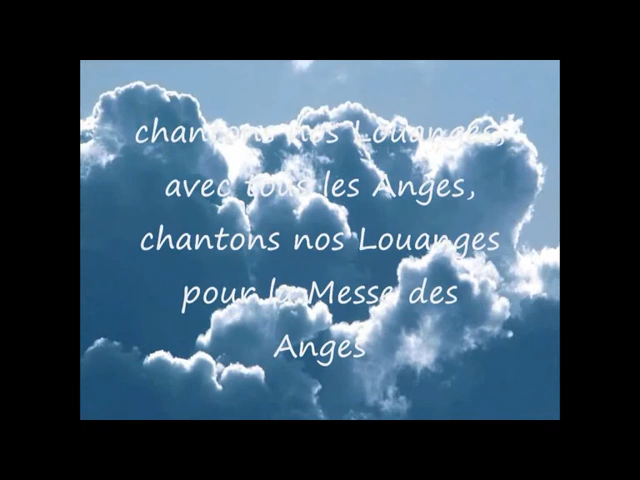 chantons nos Louanges,
avec tous les Anges,
chantons nos Louanges
pour la Messe des
Anges